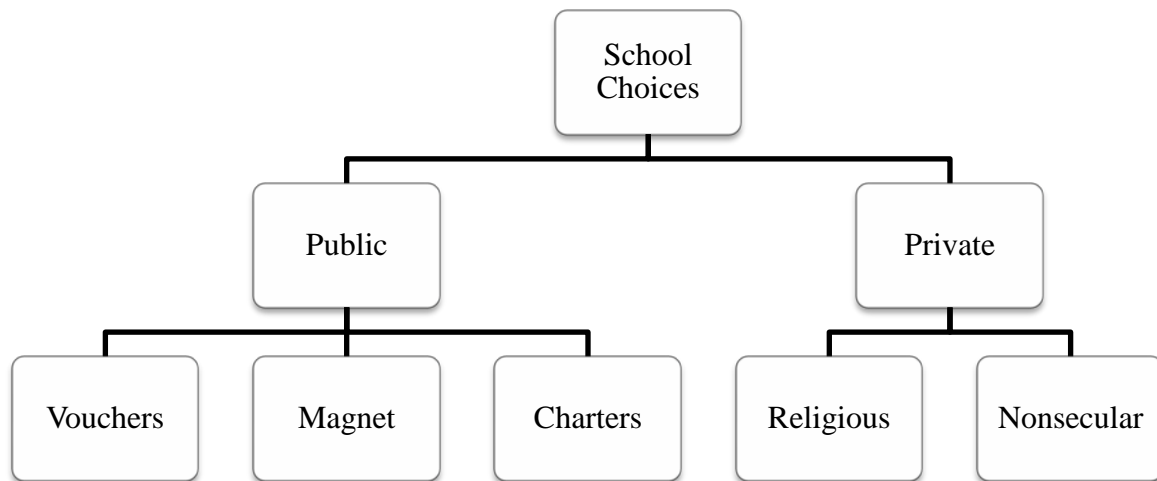 School
Choices
Public
Private
Vouchers
Magnet
Charters
Religious
Nonsecular